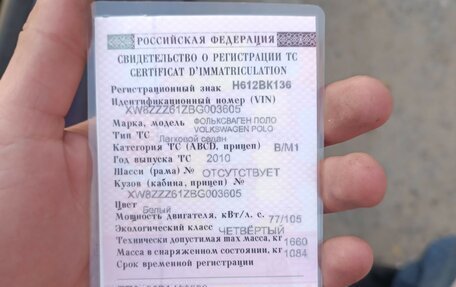 РОССИЙСКАЯ ФЕДЕРАЦИЯ
СВИДЕТЕЛЬСТВО О РЕГИСТРАЦИИ ТС
CERTIFICAT D'IMMATRICULATION
Регистрационный знак Н612ВК136
Идентификационный номер (VIN)
XW8ZZZ61ZBG003605
Марка, модель ФОЛЬКСВАГЕН ПОЛО
VOLKSWAGEN POLO
Тип ТС Легковой седан
Категория ТС (ABCD, прицеп) B/M1
Год выпуска ТС 2010
Шасси (рама) № ОТСУТСТВУЕТ
Кузов (кабина, прицеп) №
XW8ZZZ61ZBG003605
Цвет Белый
Мощность двигателя, кВт/л. с. 77/105
Экологический класс ЧЕТВЁРТЫЙ
Технически допустимая max масса, кг 1660
Масса в снаряженном состоянии, кг 1084
Срок временной регистрации